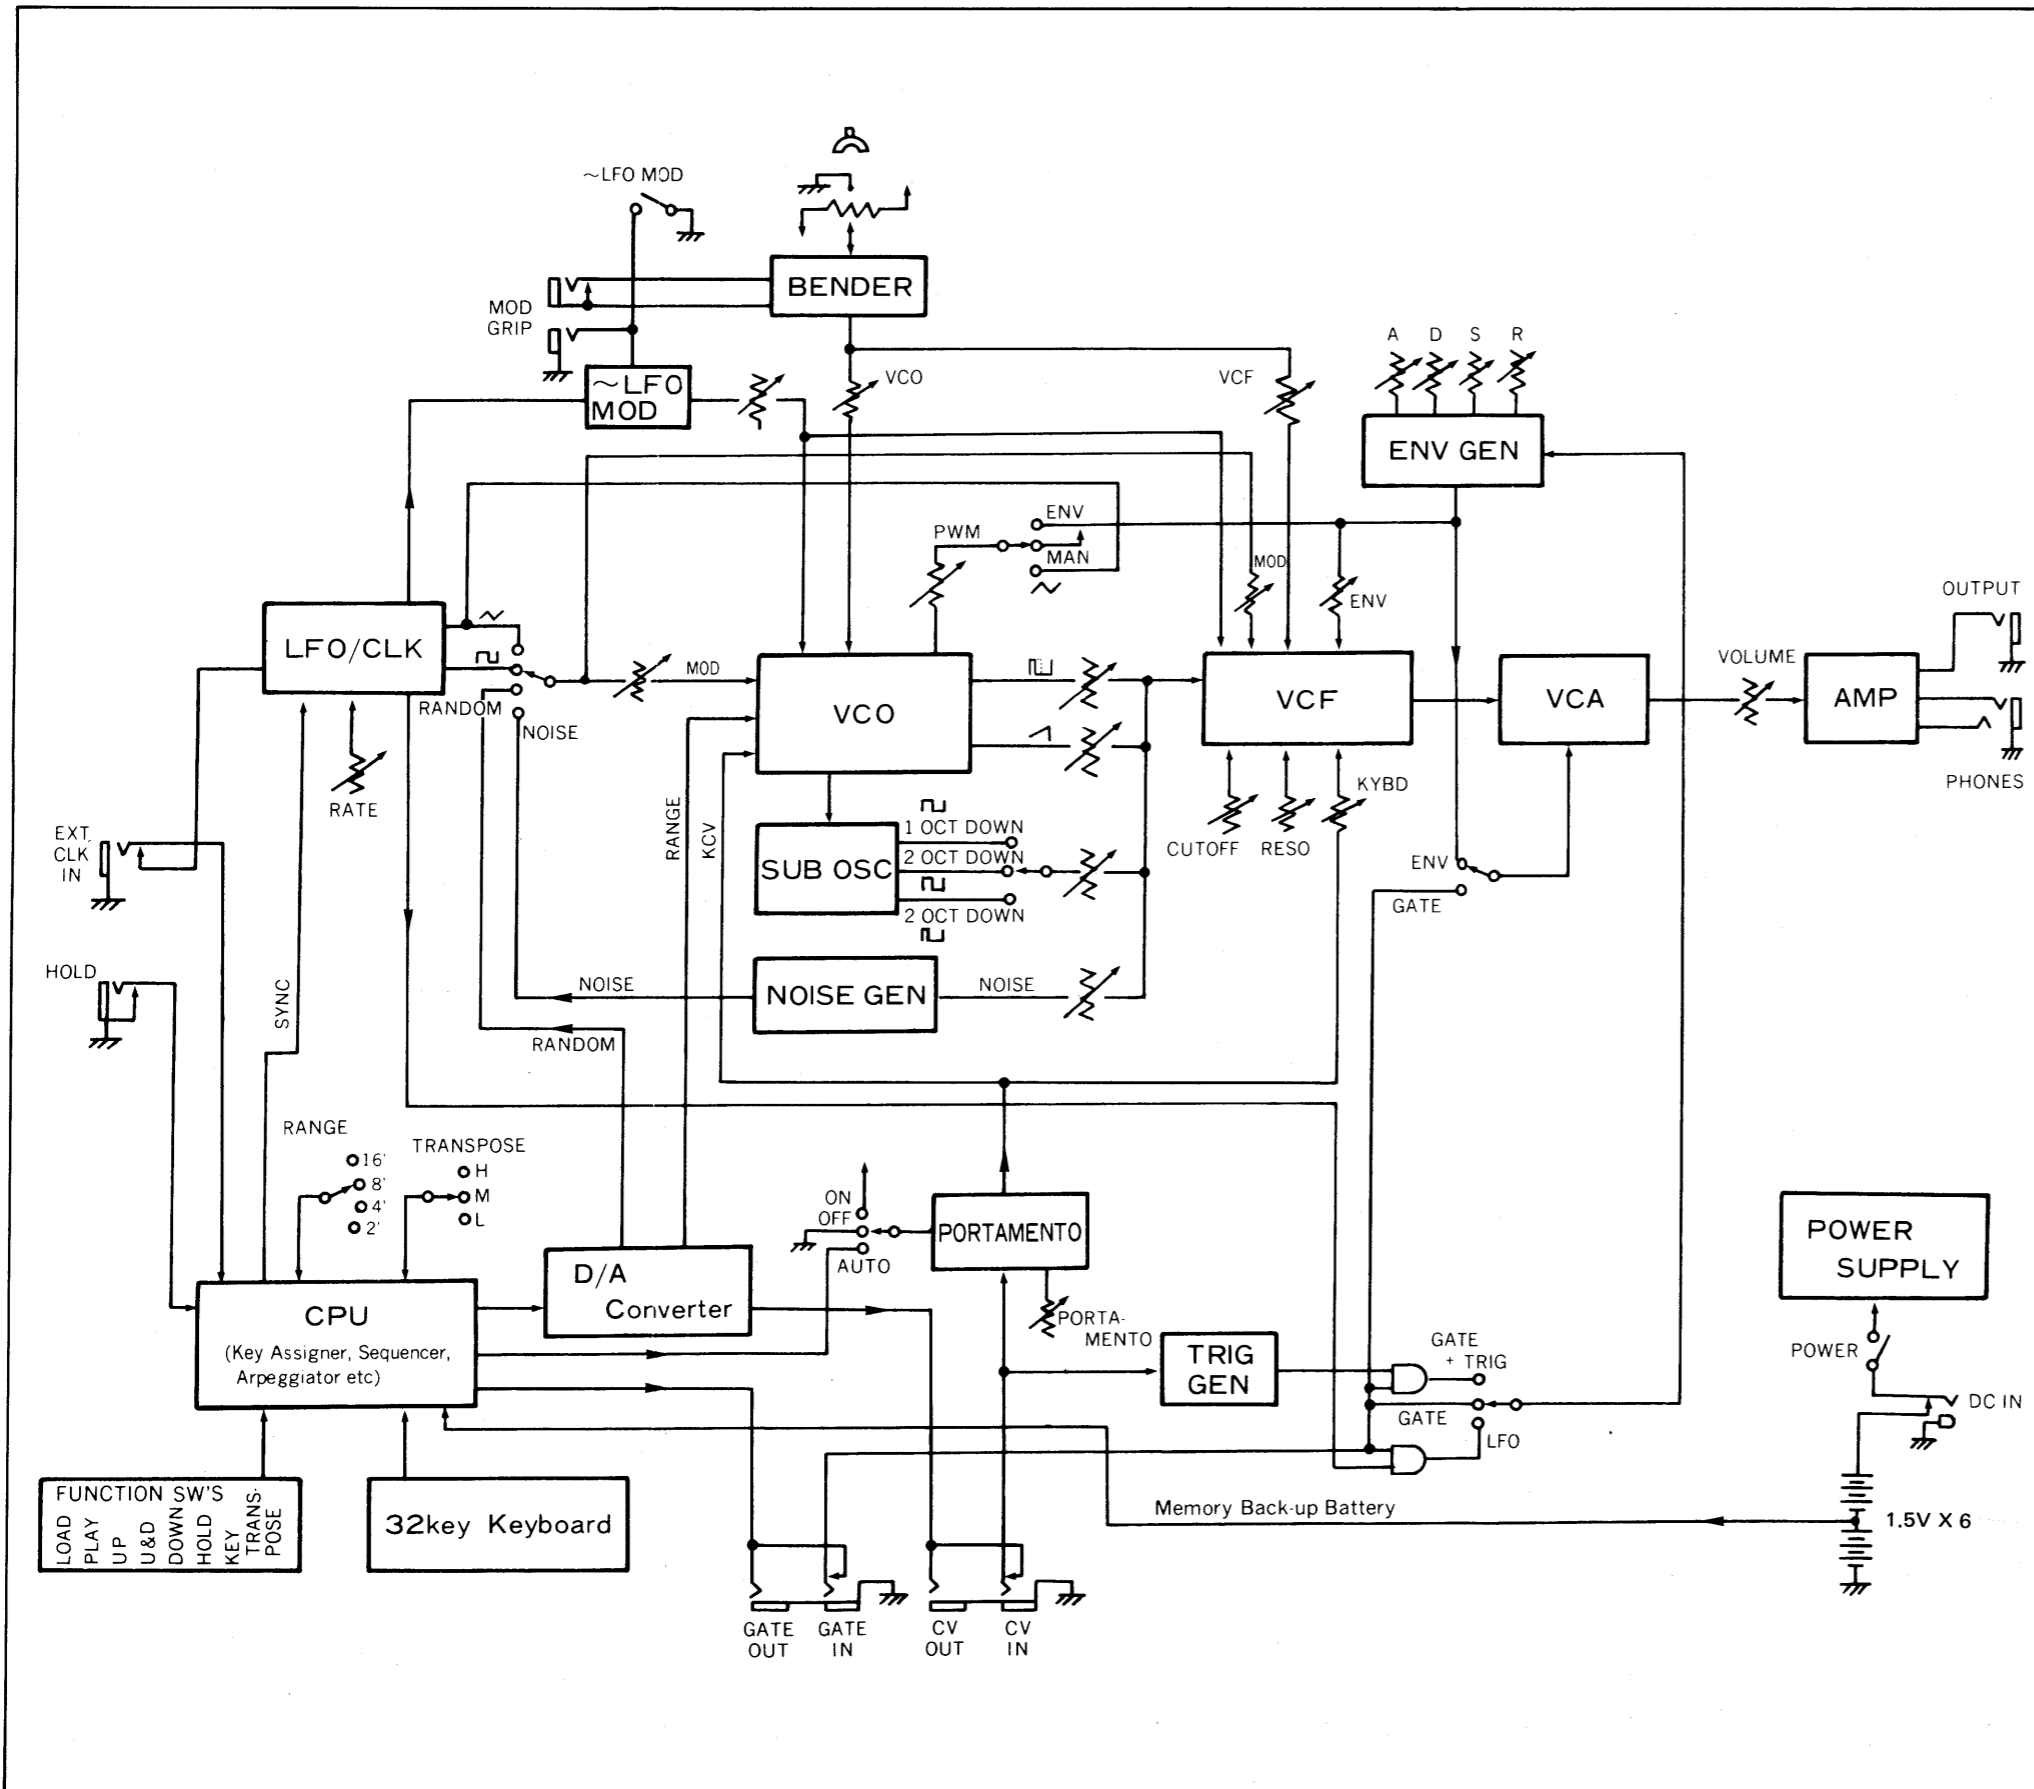 ~LFO MOD
BENDER
MOD
GRIP
~LFO
MOD
VCO
VCF
A D S R
ENV GEN
PWM
ENV
MAN
MOD
ENV
LFO/CLK
RANDOM
NOISE
MOD
VCO
VCF
VCA
VOLUME
AMP
OUTPUT
PHONES
RATE
EXT.
CLK
IN
RANGE
KCV
SUB OSC
1 OCT DOWN
2 OCT DOWN
2 OCT DOWN
CUTOFF
RESO
KYBD
ENV
GATE
HOLD
SYNC
NOISE
NOISE GEN
NOISE
RANDOM
RANGE
16'
8'
4'
2'
TRANSPOSE
H
M
L
ON
OFF
AUTO
PORTAMENTO
PORTA-
MENTO
D/A
Converter
CPU
(Key Assigner, Sequencer,
Arpeggiator etc)
TRIG
GEN
GATE
+ TRIG
GATE
LFO
POWER
SUPPLY
POWER
DC IN
FUNCTION SW'S
LOAD
PLAY
UP
U&D
DOWN
HOLD
KEY
TRANS-
POSE
32key Keyboard
Memory Back-up Battery
1.5V X 6
GATE
OUT
GATE
IN
CV
OUT
CV
IN